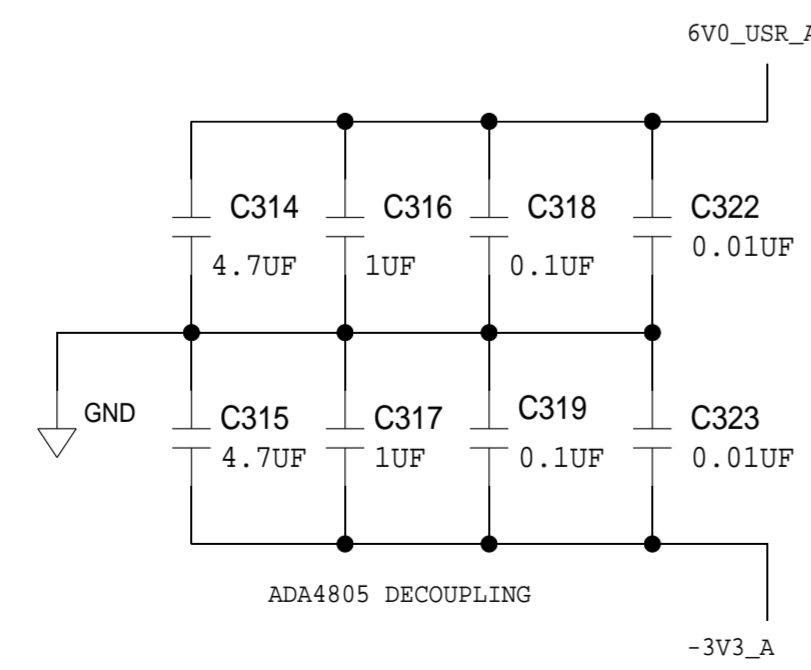 6V0_USR_A
C314
C316
C318
C322
4.7UF
1UF
0.1UF
0.01UF
GND
C315
C317
C319
C323
4.7UF
1UF
0.1UF
0.01UF
ADA4805 DECOUPLING
-3V3_A